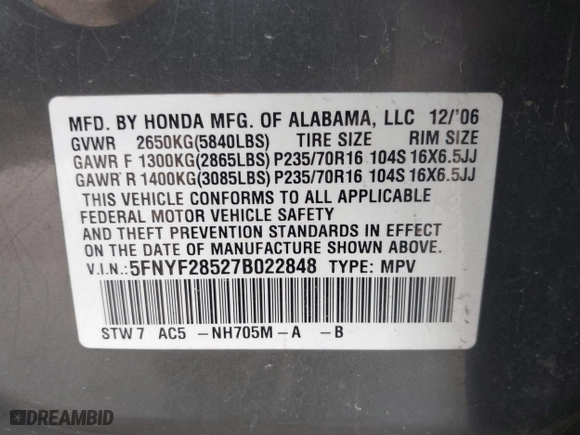 MFD. BY HONDA MFG. OF ALABAMA, LLC 12/'06
GVWR 2650KG(5840LBS) TIRE SIZE RIM SIZE
GAWR F 1300KG(2865LBS) P235/70R16 104S 16X6.5JJ
GAWR R 1400KG(3085LBS) P235/70R16 104S 16X6.5JJ
THIS VEHICLE CONFORMS TO ALL APPLICABLE
FEDERAL MOTOR VEHICLE SAFETY
AND THEFT PREVENTION STANDARDS IN EFFECT
ON THE DATE OF MANUFACTURE SHOWN ABOVE.
V.I.N.: 5FNYF28527B022848 TYPE: MPV
STW7 AC5 -NH705M-A -B
DREAMBID